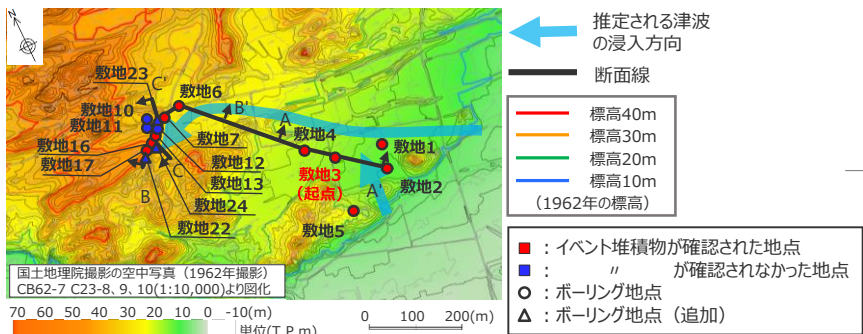 敷地23
C'
敷地6
敷地10
敷地11
B'
A
敷地4
敷地1
敷地16
敷地17
敷地7
敷地12
敷地3
(起点)
敷地2
敷地13
C
A'
B
敷地24
敷地22
敷地5
国土地理院撮影の空中写真(1962年撮影)
CB62-7 C23-8、9、10(1:10,000)より図化
70 60 50 40 30 20 10 0 -10(m)
単位(T.P.m)
0 100 200(m)
推定される津波
の浸入方向
断面線
標高40m
標高30m
標高20m
標高10m
(1962年の標高)
■:イベント堆積物が確認された地点
■: 〃 が確認されなかった地点
○:ボーリング地点
△:ボーリング地点(追加)